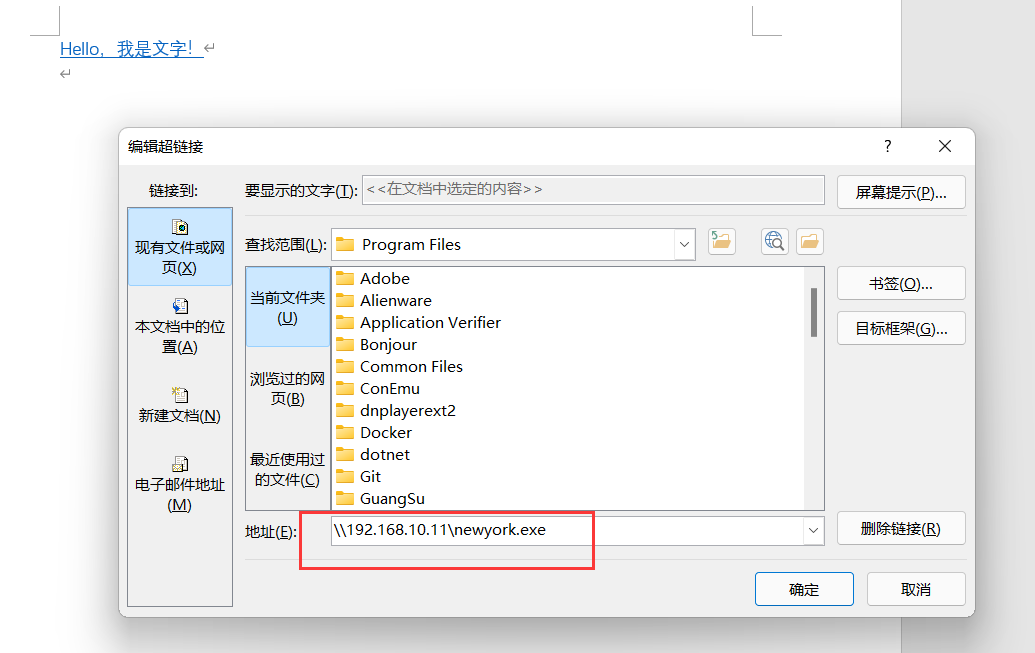 Hello，我是文字！
编辑超链接
?
链接到:
要显示的文字(T):
<<在文档中选定的内容>>
屏幕提示(P)...
现有文件或网
页(X)
本文档中的位
置(A)
新建文档(N)
电子邮件地址
(M)
查找范围(L):
Program Files
当前文件夹
(U)
浏览过的网
页(B)
最近使用过
的文件(C)
Adobe
Alienware
Application Verifier
Bonjour
Common Files
ConEmu
dnplayerext2
Docker
dotnet
Git
GuangSu
书签(O)...
目标框架(G)...
地址(E):
\\192.168.10.11\newyork.exe
删除链接(R)
确定
取消